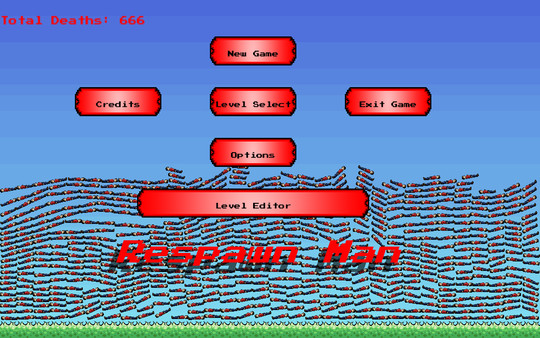 Total Deaths: 666
New Game
Credits
Level Select
Exit Game
Options
Level Editor
Respawn Man